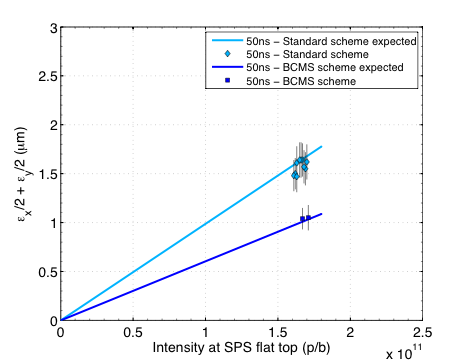 3
2.5
2
1.5
1
0.5
0
εx/2 + εy/2 (μm)
50ns − Standard scheme expected
50ns − Standard scheme
50ns − BCMS scheme expected
50ns − BCMS scheme
0 0.5 1 1.5 2 2.5
x 10^11
Intensity at SPS flat top (p/b)